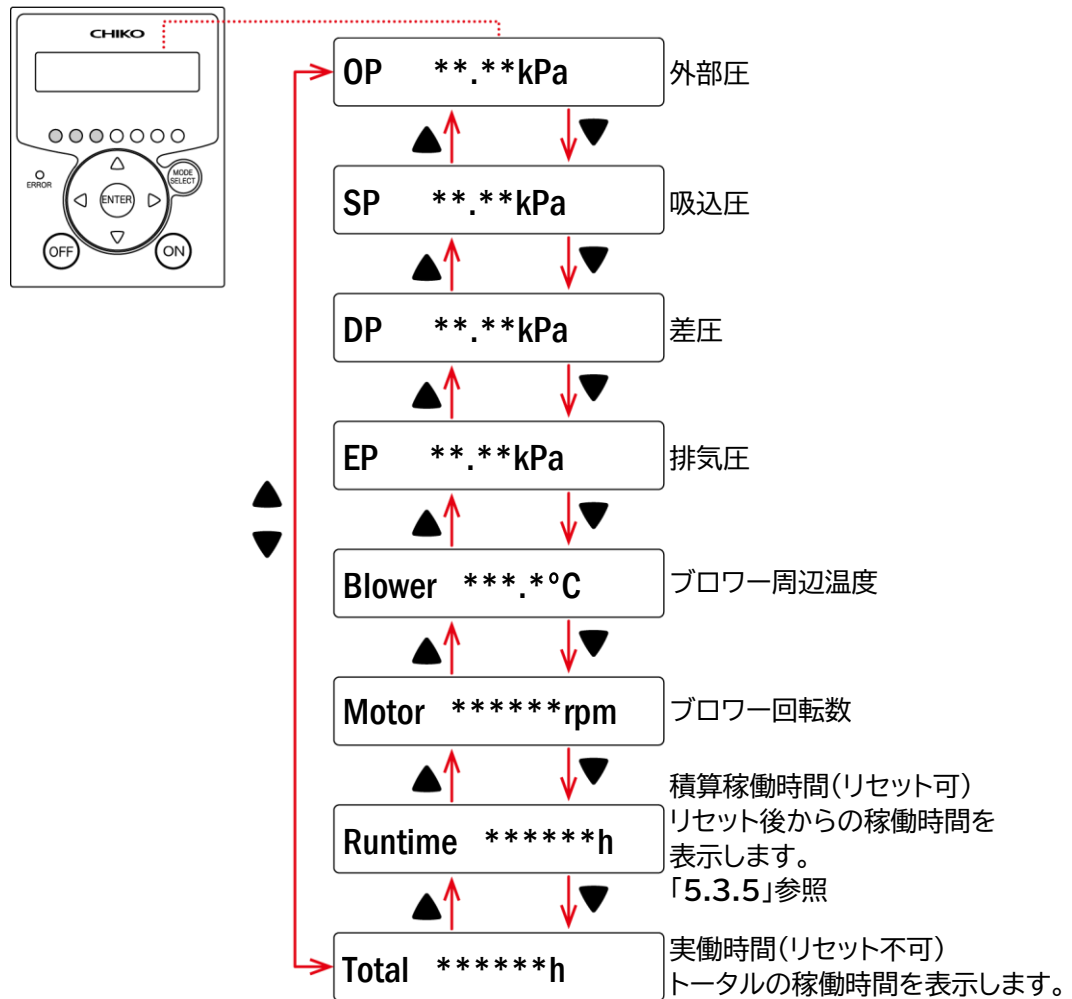 CHIKO
ERROR
MODE
SELECT
ENTER
OFF
ON
OP **.**kPa
外部圧
▲ ▼
SP **.**kPa
吸込圧
▲ ▼
DP **.**kPa
差圧
▲ ▼
EP **.**kPa
排気圧
▲
▼
▲ ▼
Blower ***.*°C
ブロワー周辺温度
▲ ▼
Motor ******rpm
ブロワー回転数
▲ ▼
Runtime ******h
積算稼働時間(リセット可)
リセット後からの稼働時間を
表示します。
「5.3.5」参照
▲ ▼
Total ******h
実働時間(リセット不可)
トータルの稼働時間を表示します。